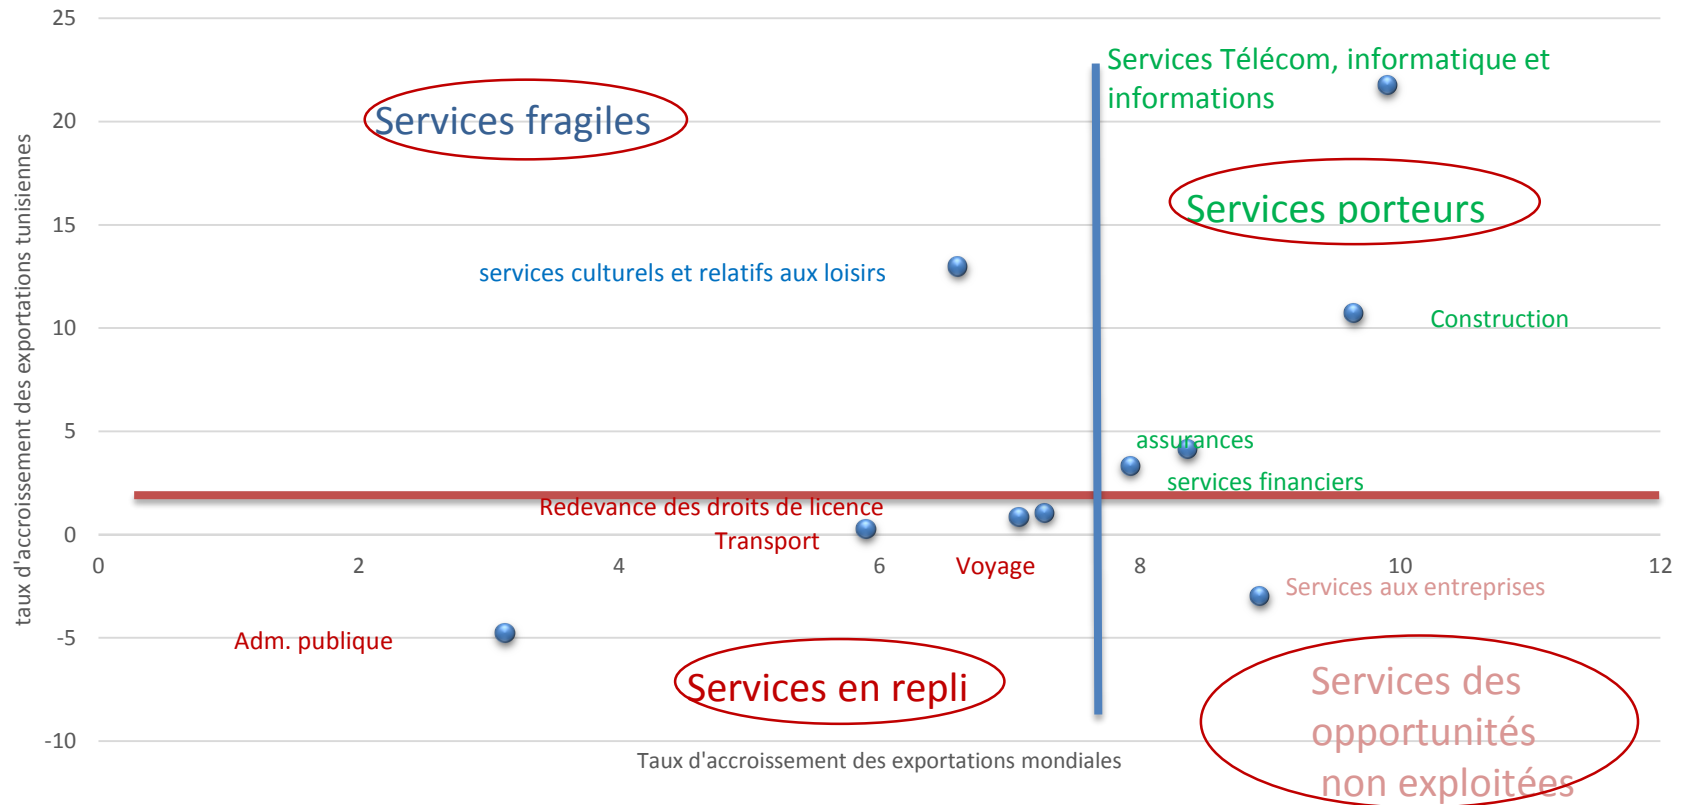 25
20
15
10
5
0
-5
-10
taux d'accroissement des exportations tunisiennes
Services fragiles
Services Télécom, informatique et
informations
Services porteurs
services culturels et relatifs aux loisirs
Construction
assurances
services financiers
Redevance des droits de licence
Transport
0 2 4 6 8 10 12
Voyage
Services aux entreprises
Adm. publique
Services en repli
Services des
opportunités
non exploitées
Taux d'accroissement des exportations mondiales